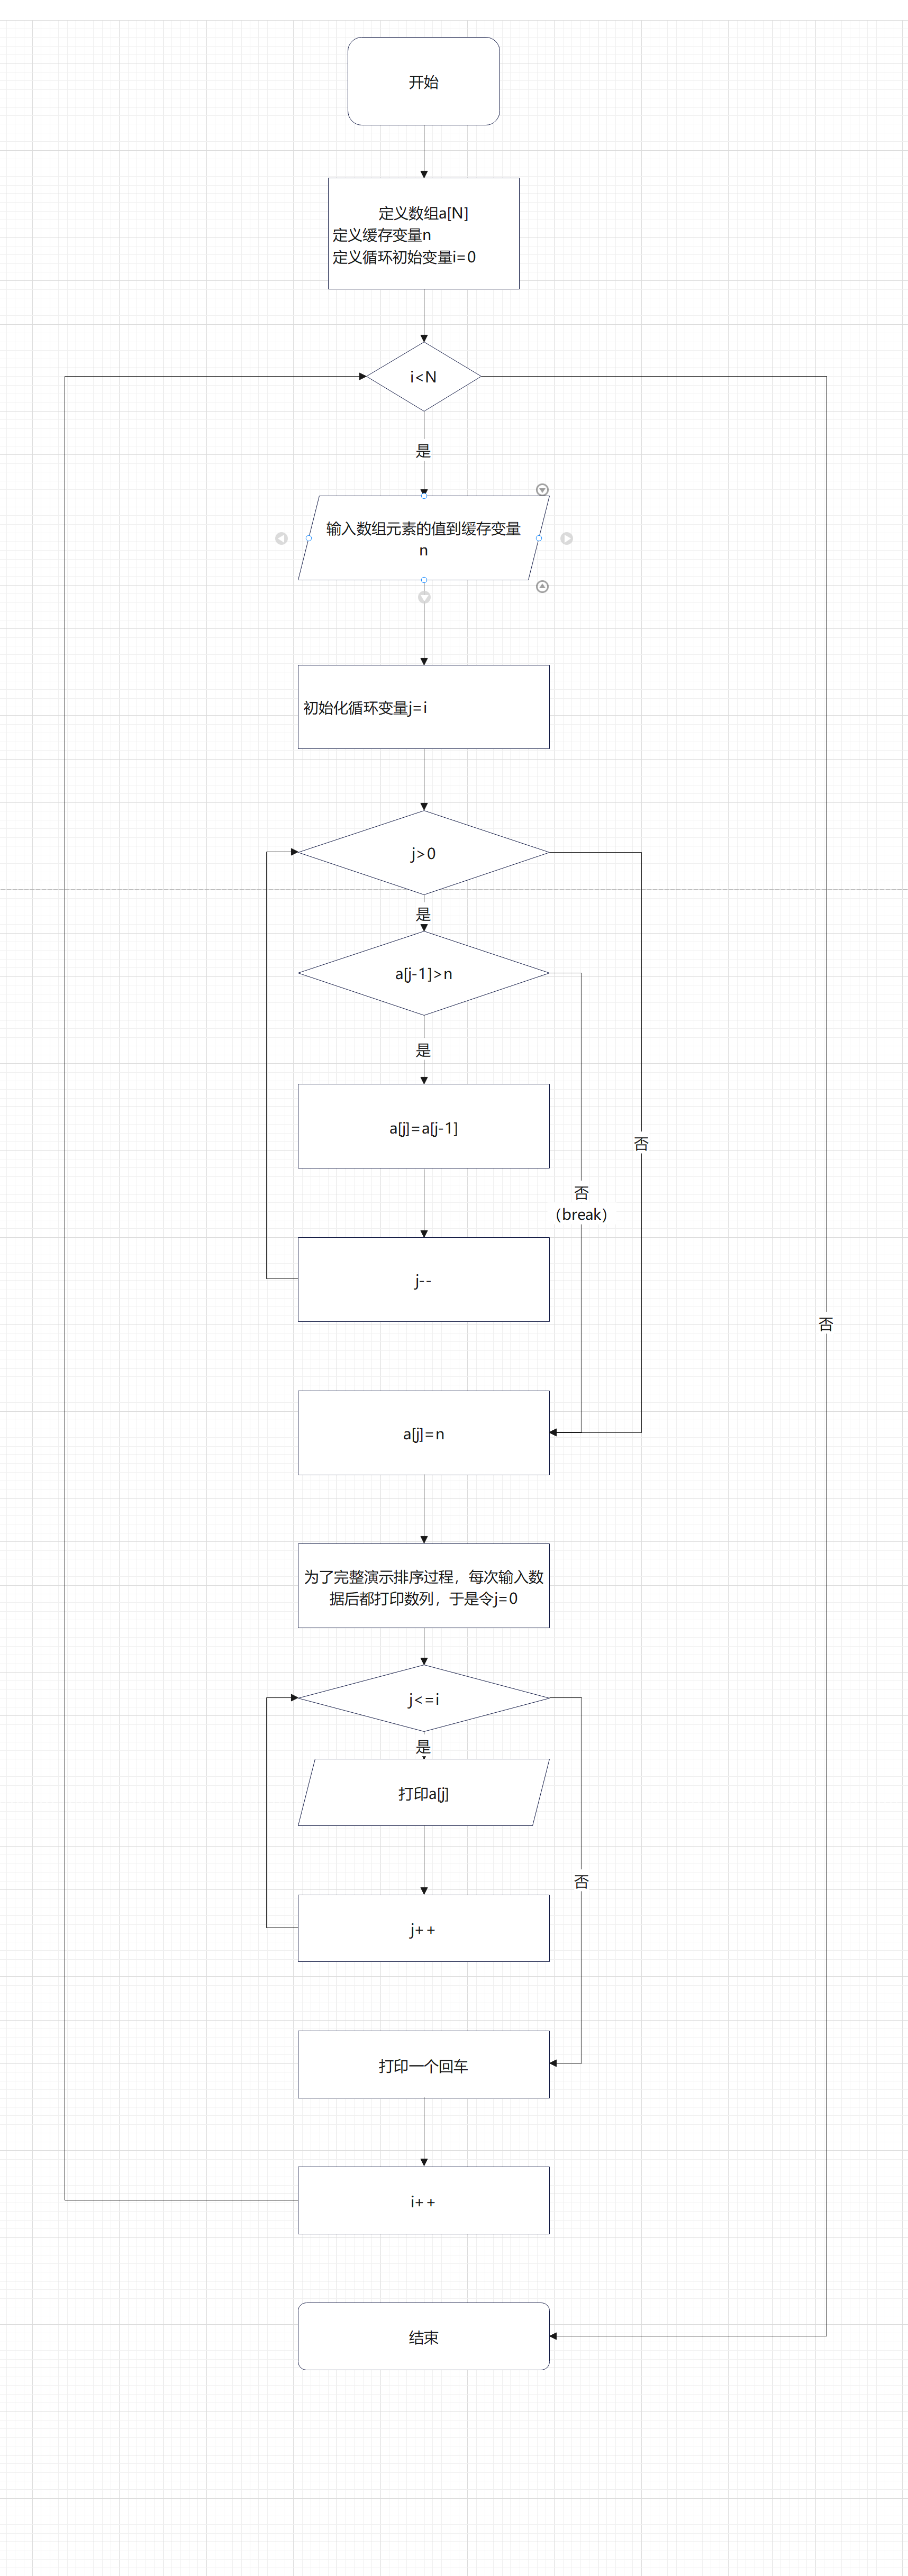 开始
定义数组a[N]
定义缓存变量n
定义循环初始变量i=0
i<N
是
输入数组元素的值到缓存变量
n
初始化循环变量j=i
j>0
是
a[j-1]>n
是
a[j]=a[j-1]
否
否
（break）
j--
否
a[j]=n
为了完整演示排序过程，每次输入数
据后都打印数列，于是令j=0
j<=i
是
打印a[j]
否
j++
打印一个回车
i++
结束